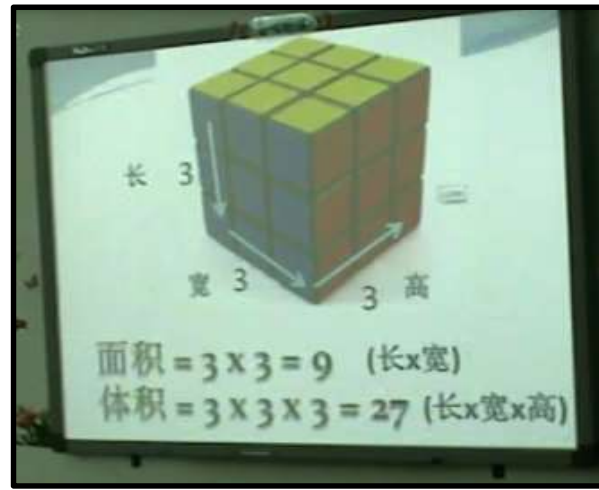 长 3
宽 3
3 高
面积 = 3 x 3 = 9 (长x宽)
体积 = 3 x 3 x 3 = 27 (长x宽x高)